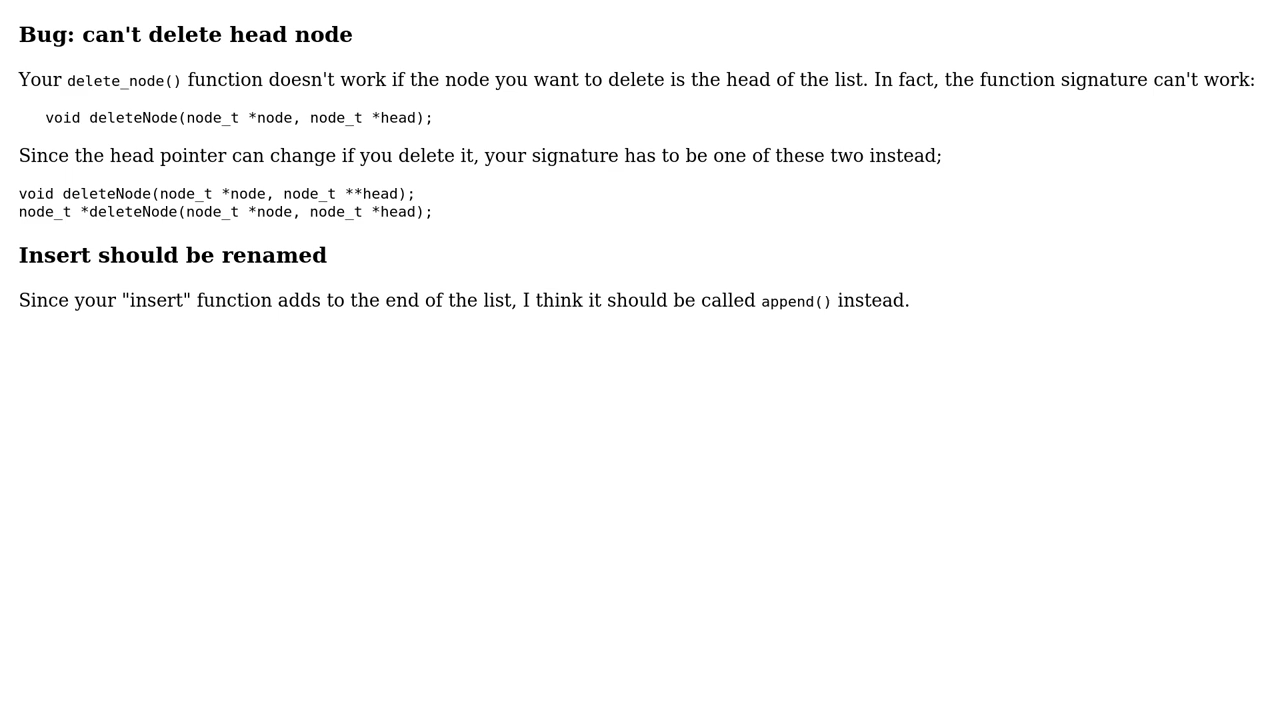 Bug: can't delete head node
Your delete_node() function doesn't work if the node you want to delete is the head of the list. In fact, the function signature can't work:
void deleteNode(node_t *node, node_t *head);
Since the head pointer can change if you delete it, your signature has to be one of these two instead;
void deleteNode(node_t *node, node_t **head);
node_t *deleteNode(node_t *node, node_t *head);
Insert should be renamed
Since your "insert" function adds to the end of the list, I think it should be called append() instead.